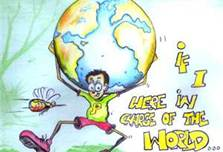 iF
I
WERE IN
CHARGE OF THE
WORLD...